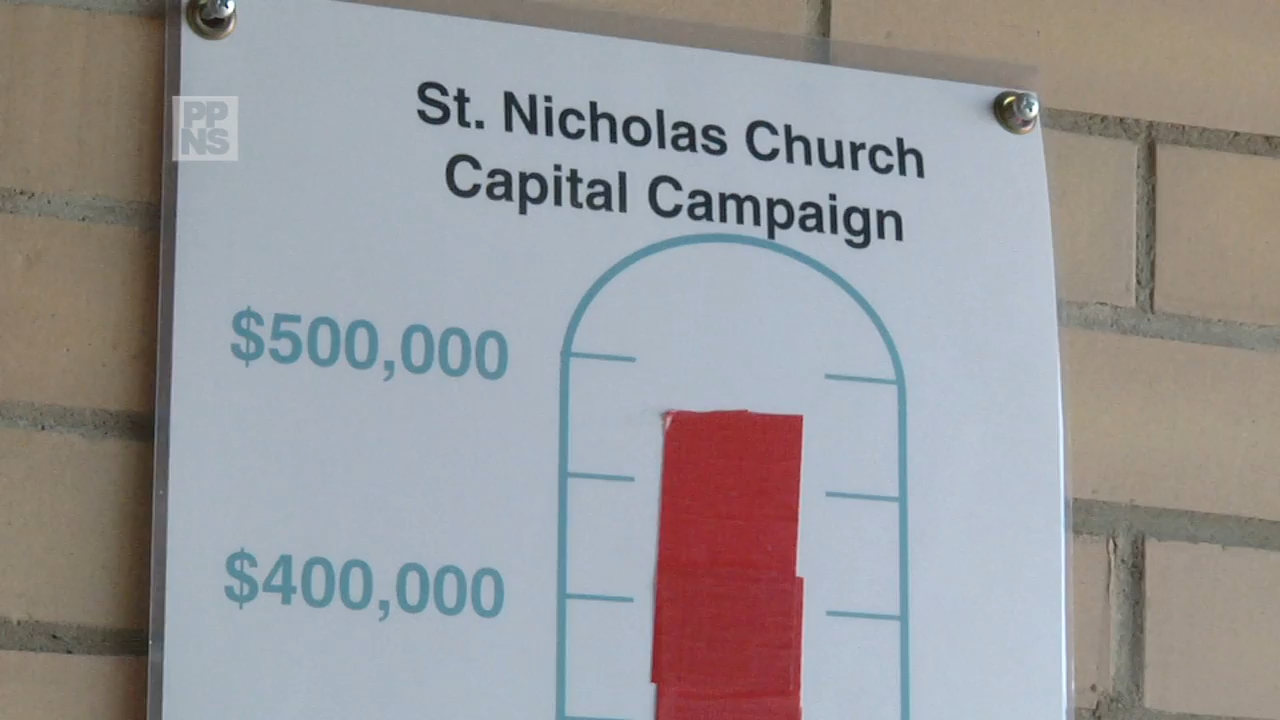 PP
NS
St. Nicholas Church
Capital Campaign
$500,000
$400,000